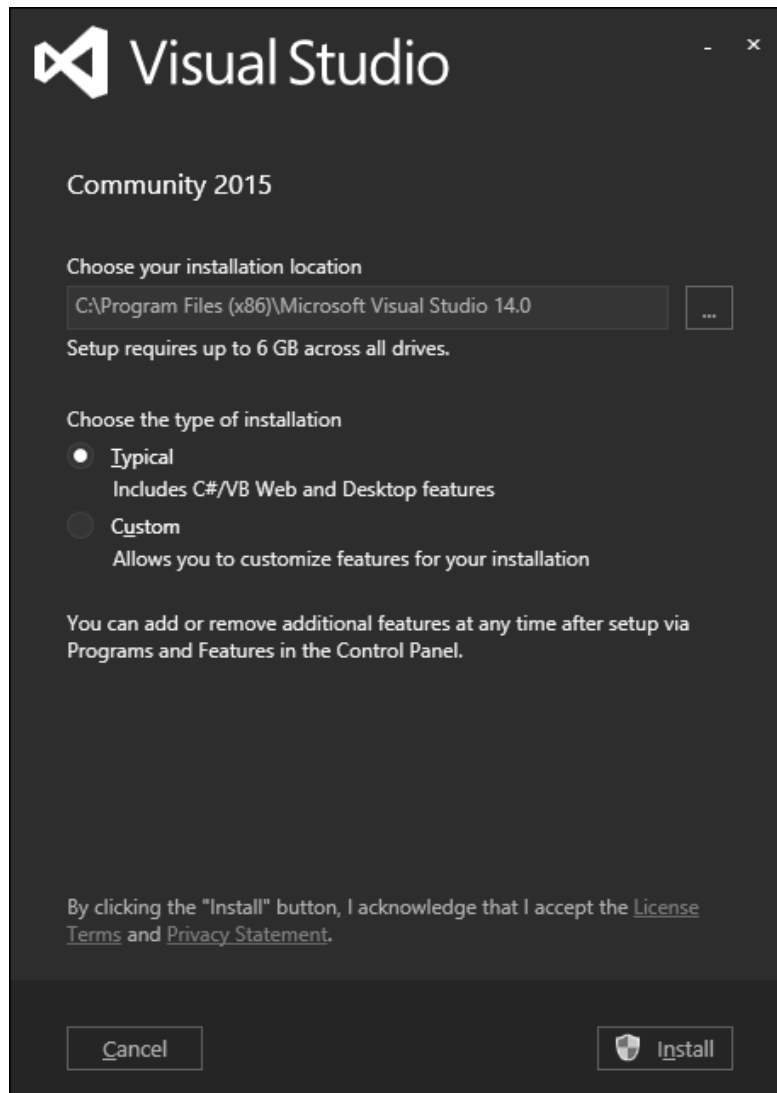 Visual Studio
Community 2015
Choose your installation location
C:\Program Files (x86)\Microsoft Visual Studio 14.0
...
Setup requires up to 6 GB across all drives.
Choose the type of installation
Typical
Includes C#/VB Web and Desktop features
Custom
Allows you to customize features for your installation
You can add or remove additional features at any time after setup via
Programs and Features in the Control Panel.
By clicking the "Install" button, I acknowledge that I accept the License
Terms and Privacy Statement.
Cancel
Install